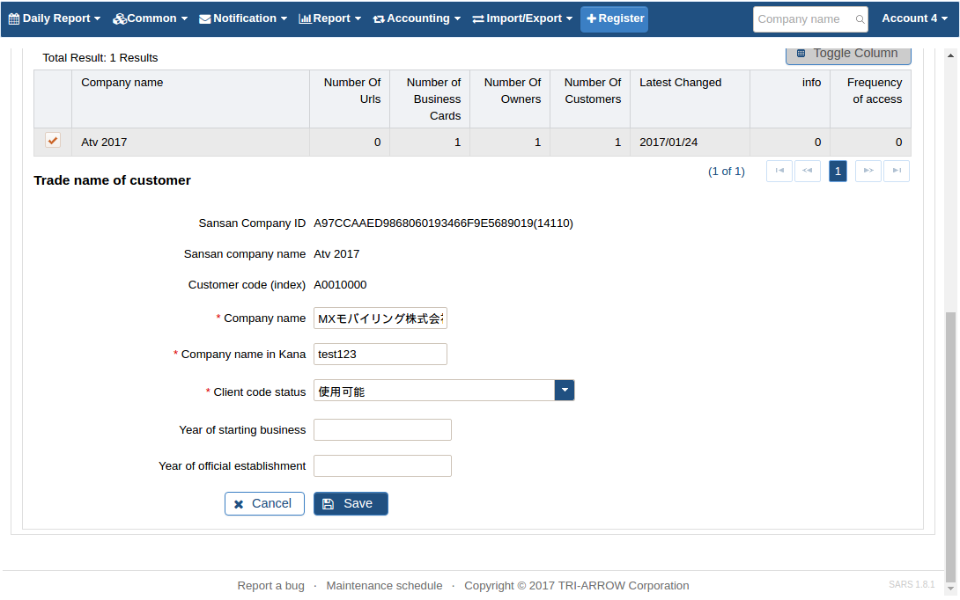 Daily Report Common Notification Report Accounting Import/Export Register Company name Account 4
Total Result: 1 Results
Toggle Column
Company name Number Of Urls Number of Business Cards Number Of Owners Number Of Customers Latest Changed info Frequency of access
Atv 2017 0 1 1 1 2017/01/24 0 0
(1 of 1) 1
Trade name of customer
Sansan Company ID A97CCAAED9868060193466F9E5689019(14110)
Sansan company name Atv 2017
Customer code (index) A0010000
* Company name MXモバイリング株式会社
* Company name in Kana test123
* Client code status 使用可能
Year of starting business
Year of official establishment
Cancel Save
Report a bug · Maintenance schedule · Copyright © 2017 TRI-ARROW Corporation
SARS 1.8.1